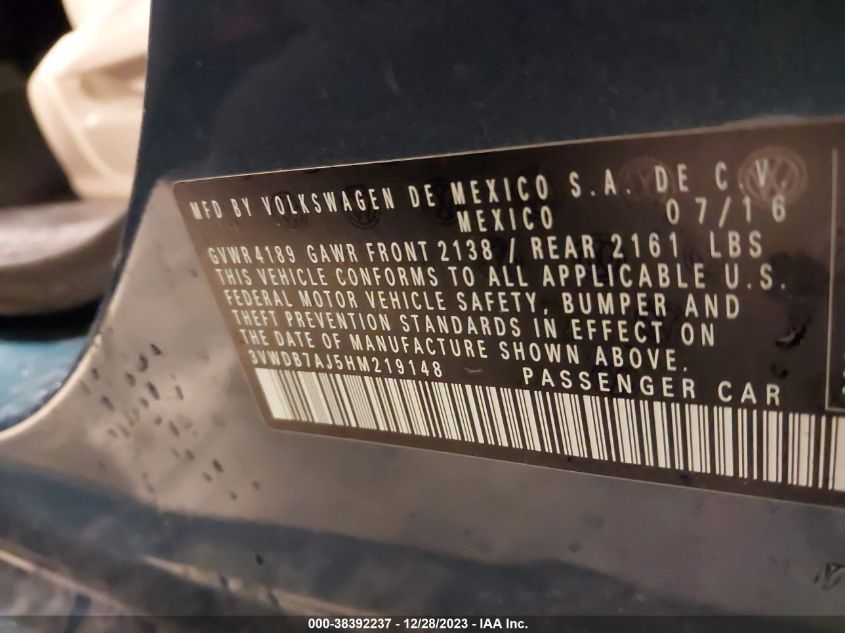 MFD BY VOLKSWAGEN DE MEXICO S.A. DE C.V.
MEXICO 07/16
GVWR4189 GAWR FRONT 2138 / REAR 2161 LBS
THIS VEHICLE CONFORMS TO ALL APPLICABLE U.S.
FEDERAL MOTOR VEHICLE SAFETY, BUMPER AND
THEFT PREVENTION STANDARDS IN EFFECT ON
THE DATE OF MANUFACTURE SHOWN ABOVE.
3VWDB7AJ5HM219148 PASSENGER CAR
000-38392237 - 12/28/2023 - IAA Inc.